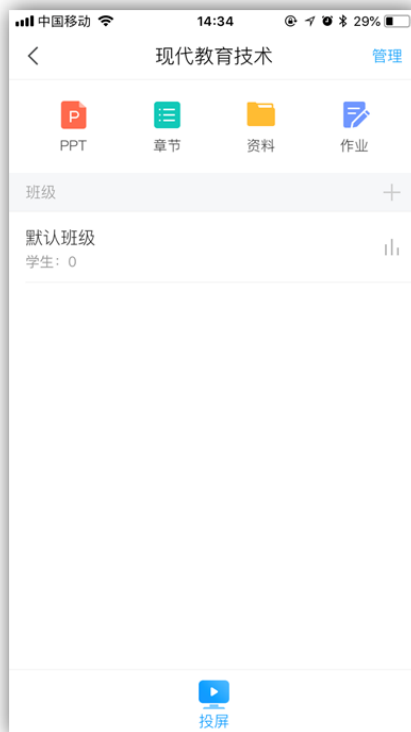 中国移动 14:34 29%
现代教育技术 管理
P
PPT 章节 资料 作业
班级
默认班级
学生：0
投屏